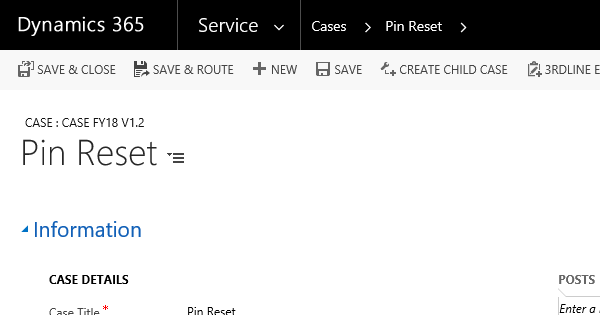 Dynamics 365 Service Cases Pin Reset
SAVE & CLOSE SAVE & ROUTE NEW SAVE CREATE CHILD CASE 3RDLINE E
CASE : CASE FY18 V1.2
Pin Reset
Information
CASE DETAILS POSTS
Case Title * Pin Reset Enter a